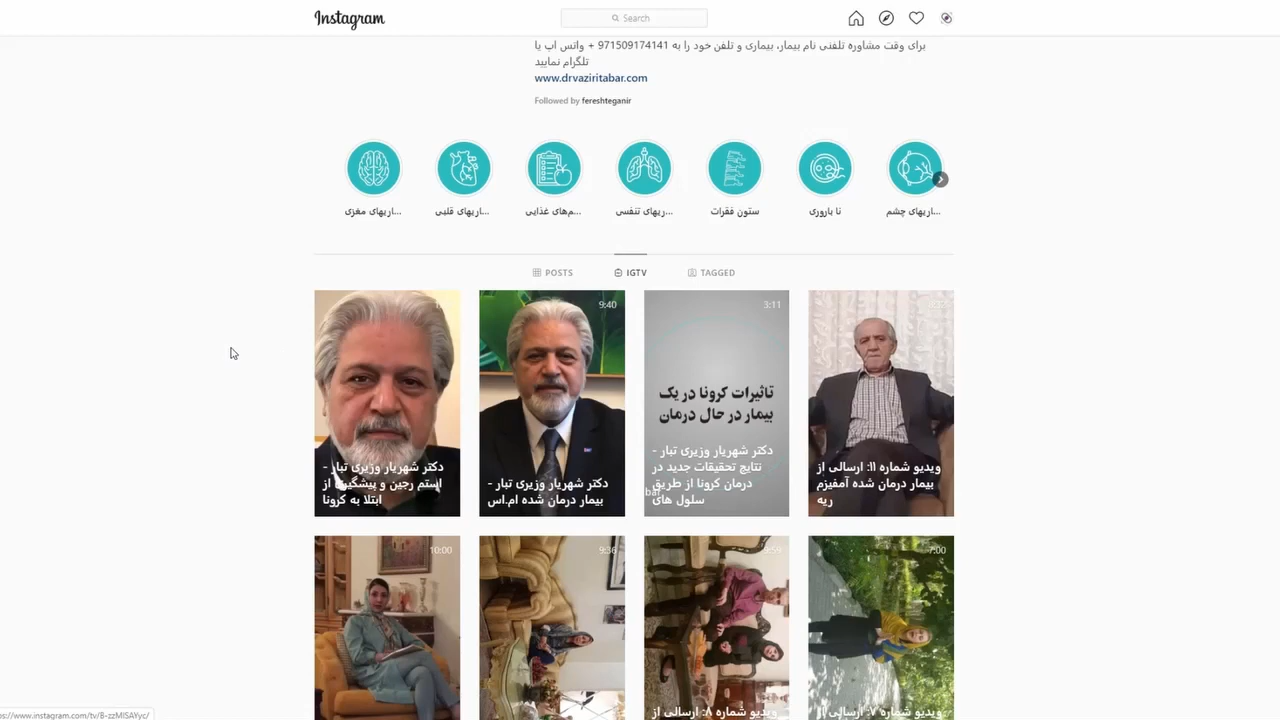 Instagram
Search
برای وقت مشاوره تلفنی نام بیمار، بیماری و تلفن خود را به 971509174141 + واتس اپ یا
تلگرام نمایید
www.drvaziritabar.com
Followed by fereshteganir
...اریهای مغزی
...اریهای قلبی
...م‌های غذایی
...ریهای تنفسی
ستون فقرات
نا باروری
...اریهای چشم
POSTS
IGTV
TAGGED
دکتر شهریار وزیری تبار -
استم رجین و پیشگیری از
ابتلا به کرونا
9:40
دکتر شهریار وزیری تبار -
بیمار درمان شده ام.اس
3:11
تاثیرات کرونا در یک
بیمار در حال درمان
دکتر شهریار وزیری تبار -
نتایج تحقیقات جدید در
درمان کرونا از طریق
سلول های
ویدیو شماره ۱۱: ارسالی از
بیمار درمان شده آمفیزم
ریه
10:00
9:36
9:59
ویدیو شماره ۸: ارسالی از
7:00
ویدیو شماره ۷: ارسالی از
ps://www.instagram.com/tv/B-zzMlSAYyc/